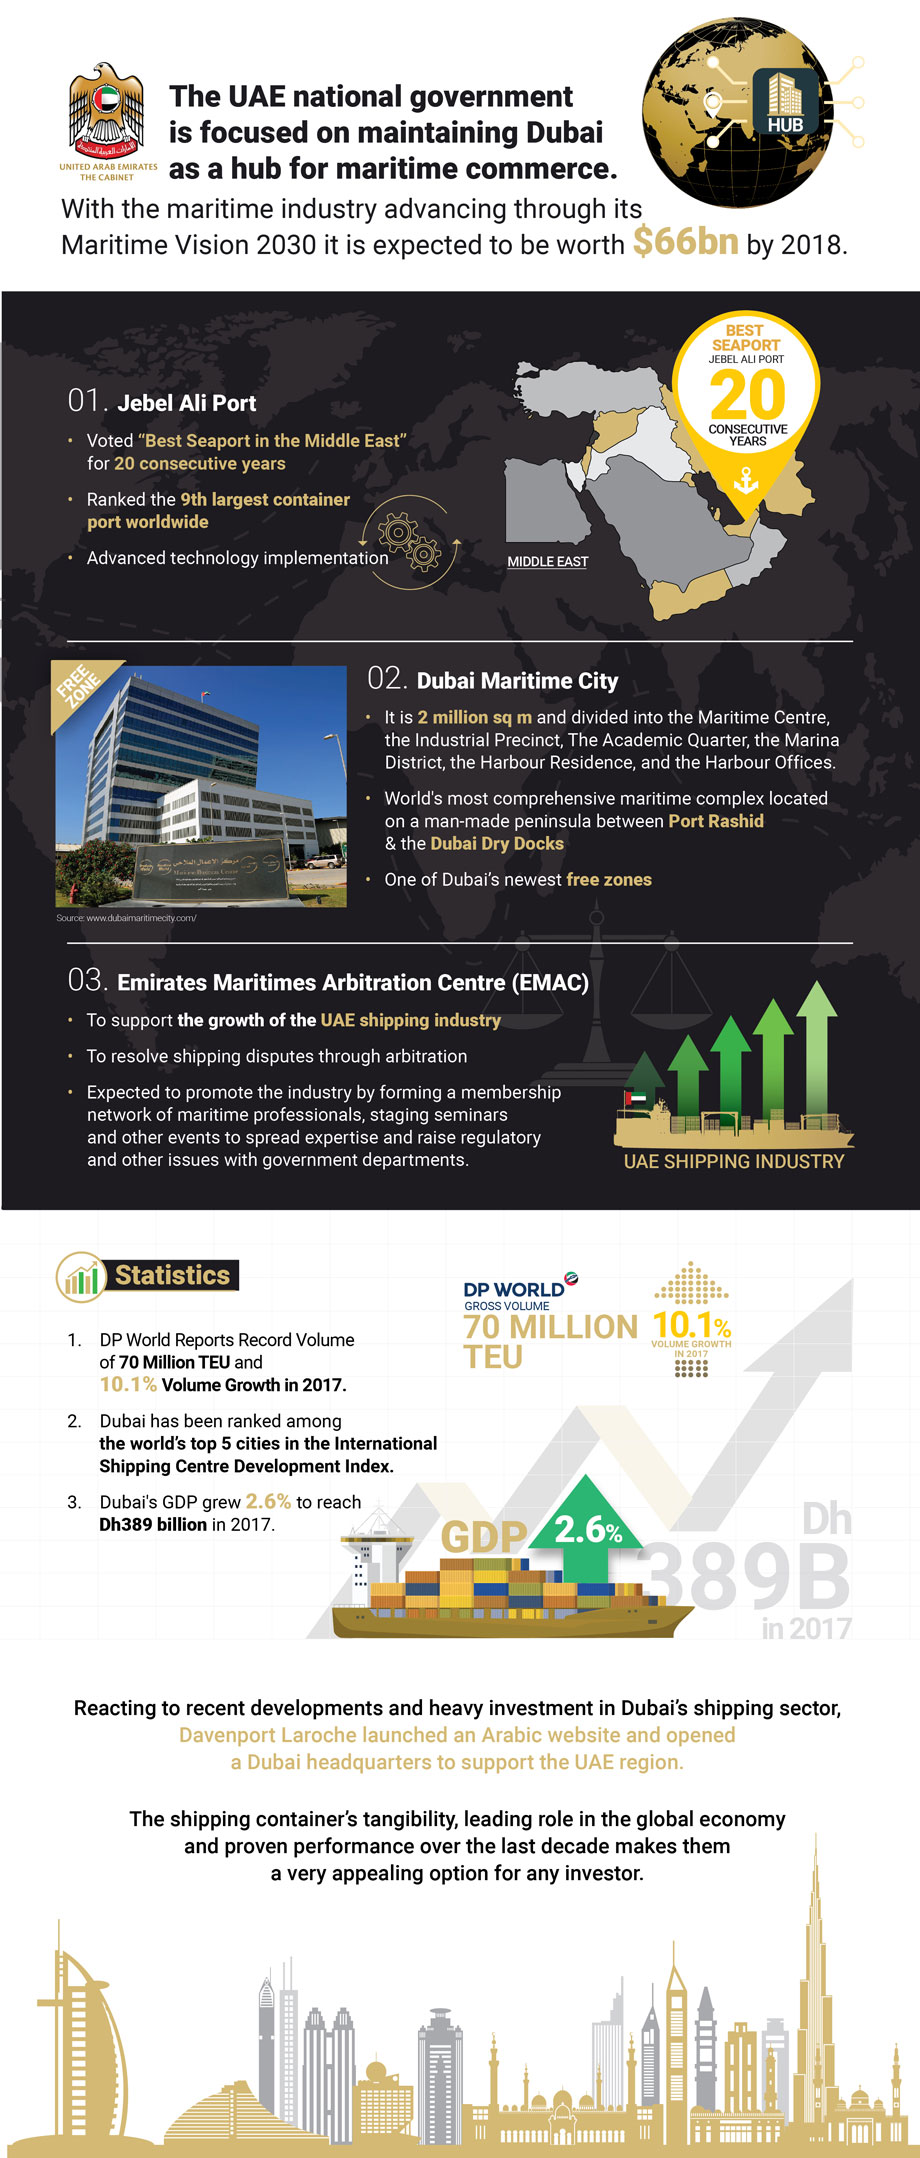 The UAE national government
is focused on maintaining Dubai
as a hub for maritime commerce.
UNITED ARAB EMIRATES
THE CABINET
HUB
With the maritime industry advancing through its
Maritime Vision 2030 it is expected to be worth $66bn by 2018.
01. Jebel Ali Port
• Voted “Best Seaport in the Middle East”
for 20 consecutive years
• Ranked the 9th largest container
port worldwide
• Advanced technology implementation
BEST
SEAPORT
JEBEL ALI PORT
20
CONSECUTIVE
YEARS
MIDDLE EAST
FREE
ZONE
مركز الاعمال الملاحي
Maritime Business Centre
Source: www.dubaimaritimecity.com/
02. Dubai Maritime City
• It is 2 million sq m and divided into the Maritime Centre,
the Industrial Precinct, The Academic Quarter, the Marina
District, the Harbour Residence, and the Harbour Offices.
• World's most comprehensive maritime complex located
on a man-made peninsula between Port Rashid
& the Dubai Dry Docks
• One of Dubai’s newest free zones
03. Emirates Maritimes Arbitration Centre (EMAC)
• To support the growth of the UAE shipping industry
• To resolve shipping disputes through arbitration
• Expected to promote the industry by forming a membership
network of maritime professionals, staging seminars
and other events to spread expertise and raise regulatory
and other issues with government departments.
UAE SHIPPING INDUSTRY
Statistics
1. DP World Reports Record Volume
of 70 Million TEU and
10.1% Volume Growth in 2017.
2. Dubai has been ranked among
the world’s top 5 cities in the International
Shipping Centre Development Index.
3. Dubai's GDP grew 2.6% to reach
Dh389 billion in 2017.
DP WORLD
GROSS VOLUME
70 MILLION
TEU
10.1%
VOLUME GROWTH
IN 2017
GDP
2.6%
Dh
389B
in 2017
Reacting to recent developments and heavy investment in Dubai’s shipping sector,
Davenport Laroche launched an Arabic website and opened
a Dubai headquarters to support the UAE region.
The shipping container’s tangibility, leading role in the global economy
and proven performance over the last decade makes them
a very appealing option for any investor.